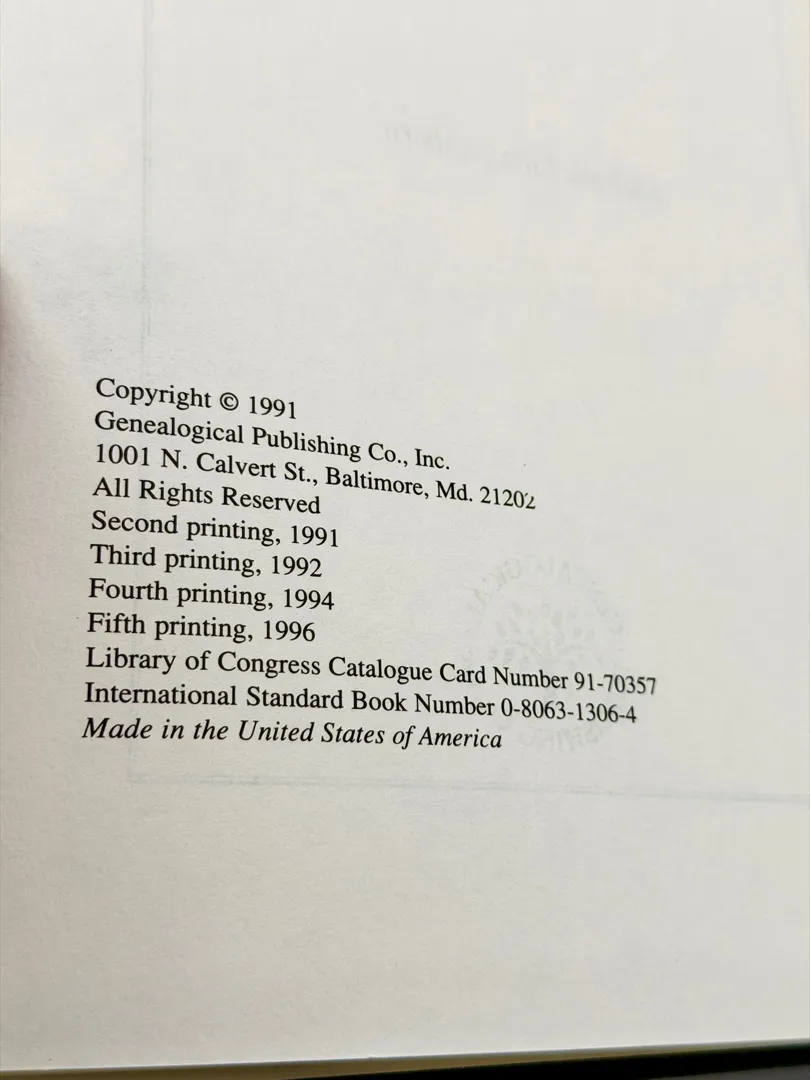 Copyright © 1991
Genealogical Publishing Co., Inc.
1001 N. Calvert St., Baltimore, Md. 21202
All Rights Reserved
Second printing, 1991
Third printing, 1992
Fourth printing, 1994
Fifth printing, 1996
Library of Congress Catalogue Card Number 91-70357
International Standard Book Number 0-8063-1306-4
Made in the United States of America